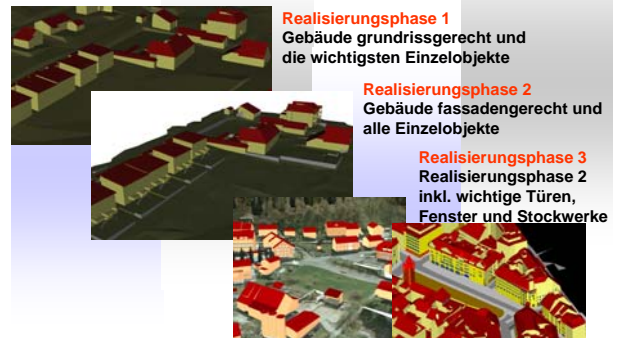 Realisierungsphase 1
Gebäude grundrissgerecht und
die wichtigsten Einzelobjekte
Realisierungsphase 2
Gebäude fassadengerecht und
alle Einzelobjekte
Realisierungsphase 3
Realisierungsphase 2
inkl. wichtige Türen,
Fenster und Stockwerke